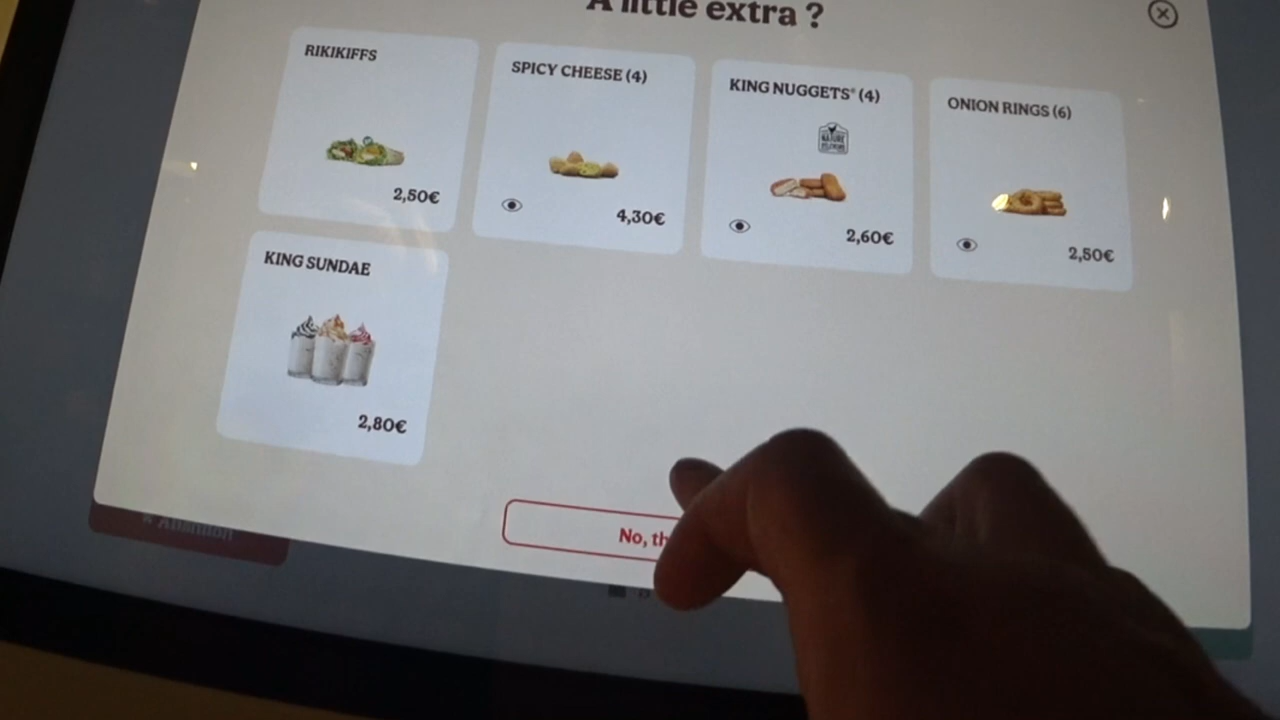 A little extra ?
RIKIKIFFS
2,50€
SPICY CHEESE (4)
4,30€
KING NUGGETS® (4)
NATURE
2,60€
ONION RINGS (6)
2,50€
KING SUNDAE
2,80€
No, th